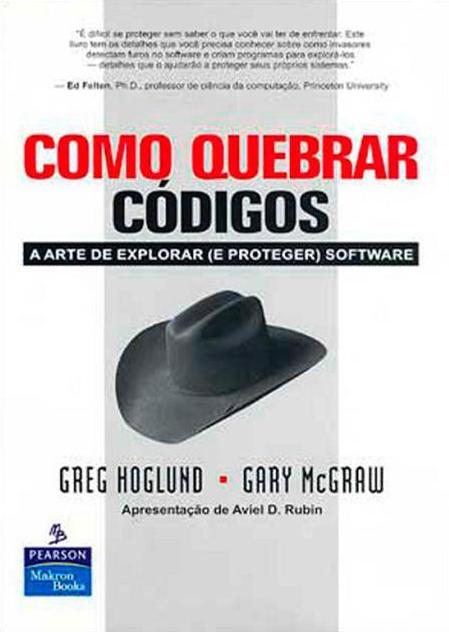 "É difícil se proteger sem saber o que você vai ter de enfrentar. Este
livro tem os detalhes que você precisa conhecer sobre como invasores
detectam furos no software e criam programas para explorá-los
— detalhes que o ajudarão a proteger seus próprios sistemas."
— Ed Felten, Ph.D., professor de ciência da computação, Princeton University
COMO QUEBRAR
CÓDIGOS
A ARTE DE EXPLORAR (E PROTEGER) SOFTWARE
GREG HOGLUND ▪ GARY McGRAW
Apresentação de Aviel D. Rubin
PEARSON
Makron
Books